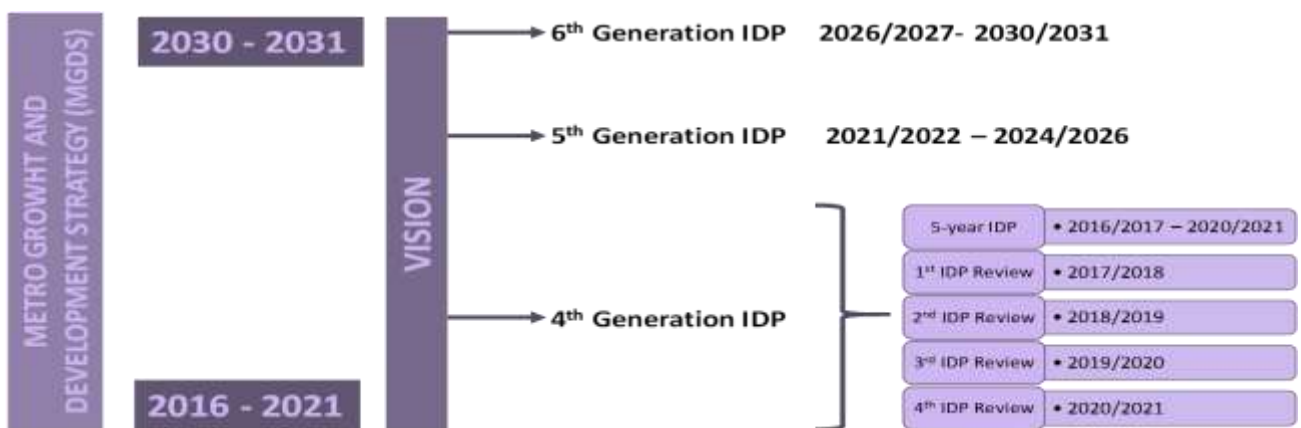 METRO GROWHT AND
DEVELOPMENT STRATEGY (MGDS)
2030 - 2031
2016 - 2021
VISION
6th Generation IDP 2026/2027- 2030/2031
5th Generation IDP 2021/2022 – 2024/2026
4th Generation IDP
5-year IDP • 2016/2017 – 2020/2021
1st IDP Review • 2017/2018
2nd IDP Review • 2018/2019
3rd IDP Review • 2019/2020
4th IDP Review • 2020/2021